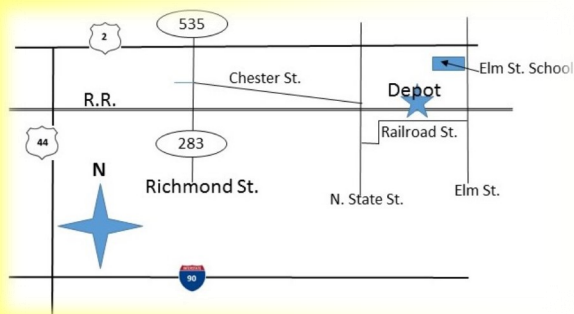 535
2
Elm St. School
Chester St.
Depot
R.R.
Railroad St.
44
283
N
Richmond St.
N. State St.
Elm St.
90